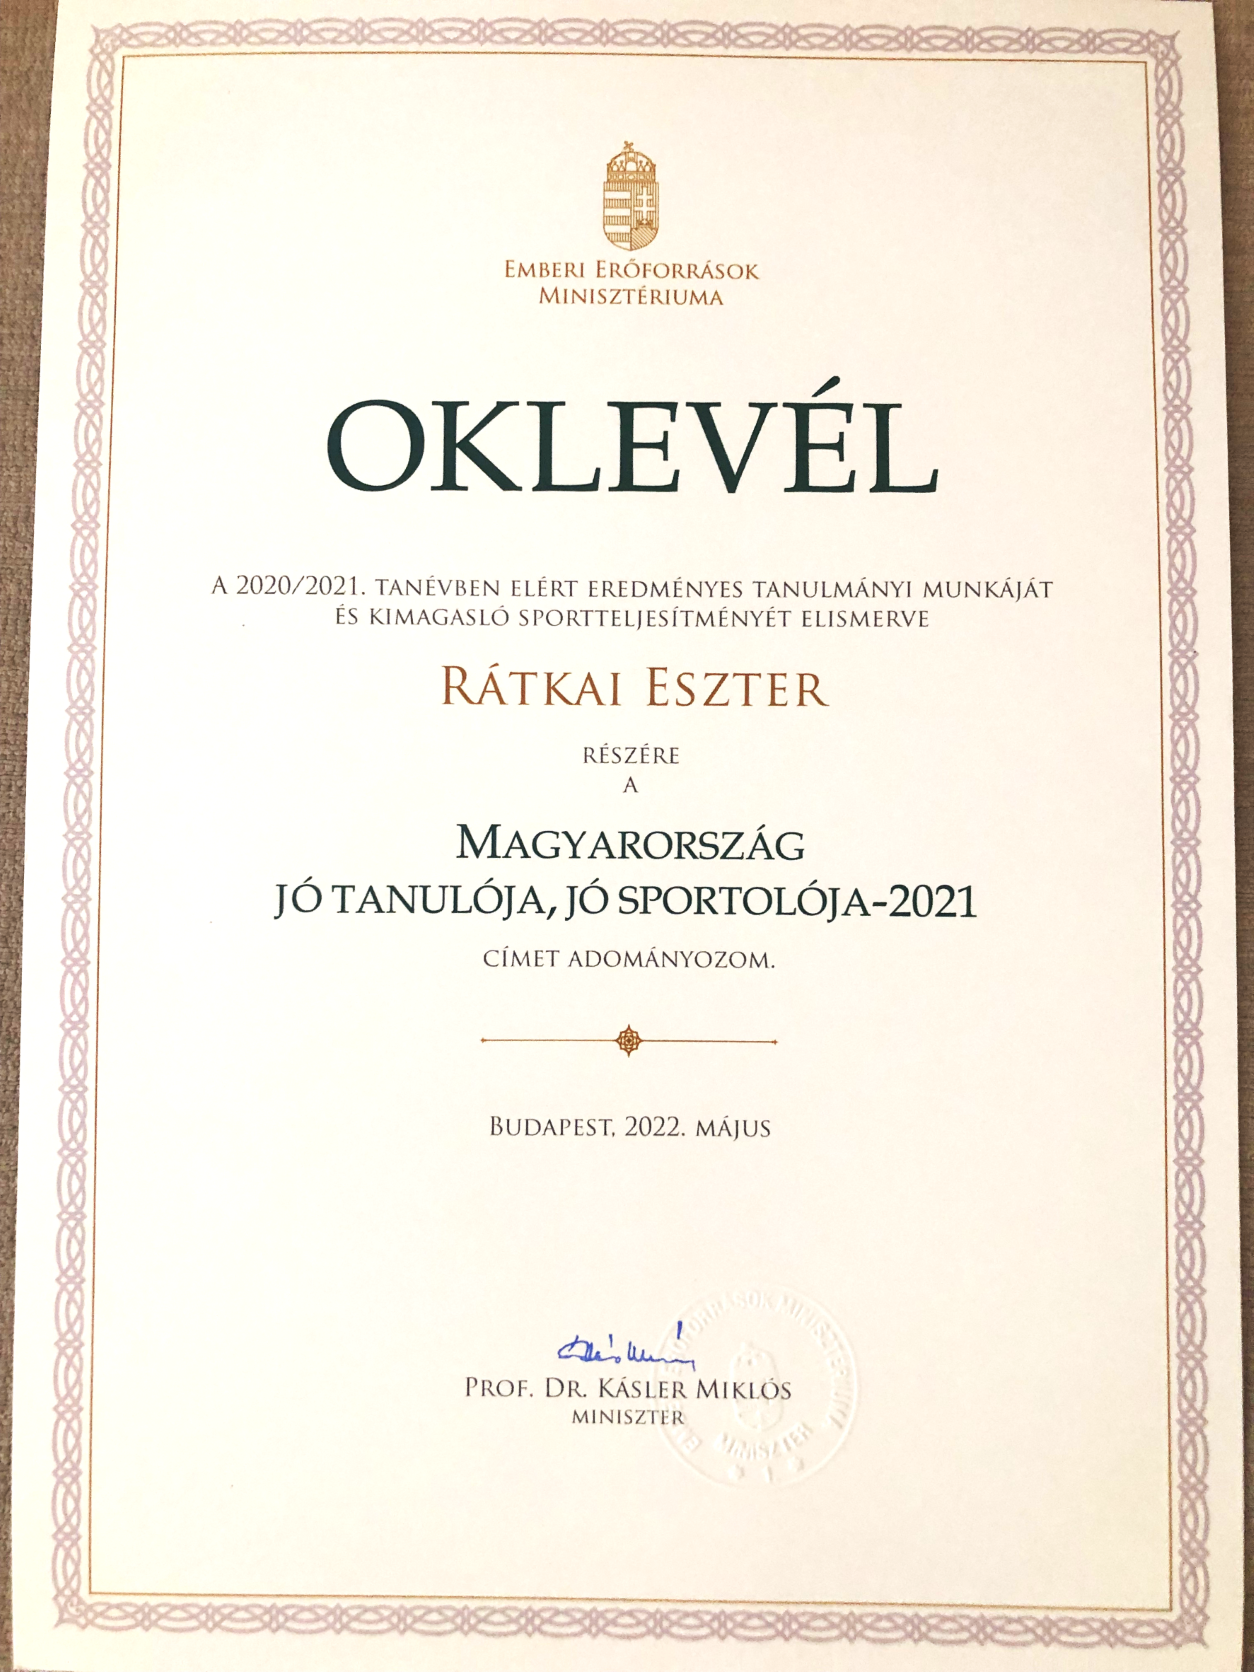 Emberi Erőforrások
Minisztériuma
OKLEVÉL
A 2020/2021. tanévben elért eredményes tanulmányi munkáját
és kimagasló sportteljesítményét elismerve
Rátkai Eszter
részére
a
Magyarország
jó tanulója, jó sportolója-2021
címet adományozom.
Budapest, 2022. május
Prof. Dr. Kásler Miklós
miniszter